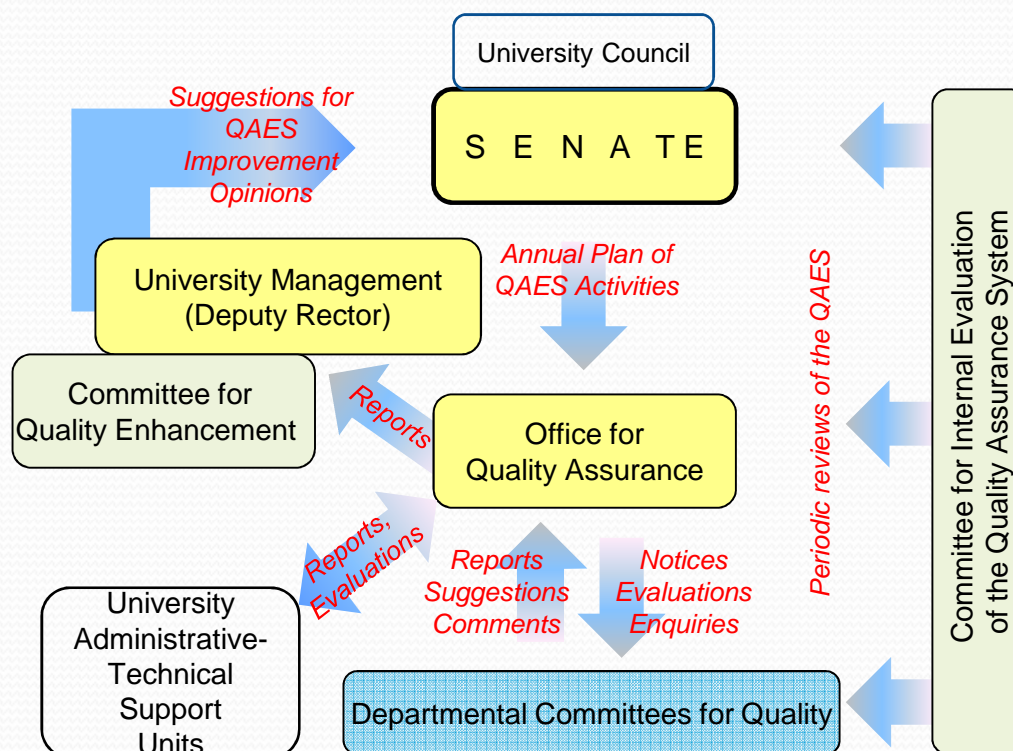 University Council
S E N A T E
Suggestions for
QAES
Improvement
Opinions
University Management
(Deputy Rector)
Annual Plan of
QAES Activities
Committee for
Quality Enhancement
Reports
Office for
Quality Assurance
Reports,
Evaluations
Reports
Suggestions
Comments
Notices
Evaluations
Enquiries
University
Administrative-
Technical
Support
Units
Departmental Committees for Quality
Periodic reviews of the QAES
Committee for Internal Evaluation
of the Quality Assurance System